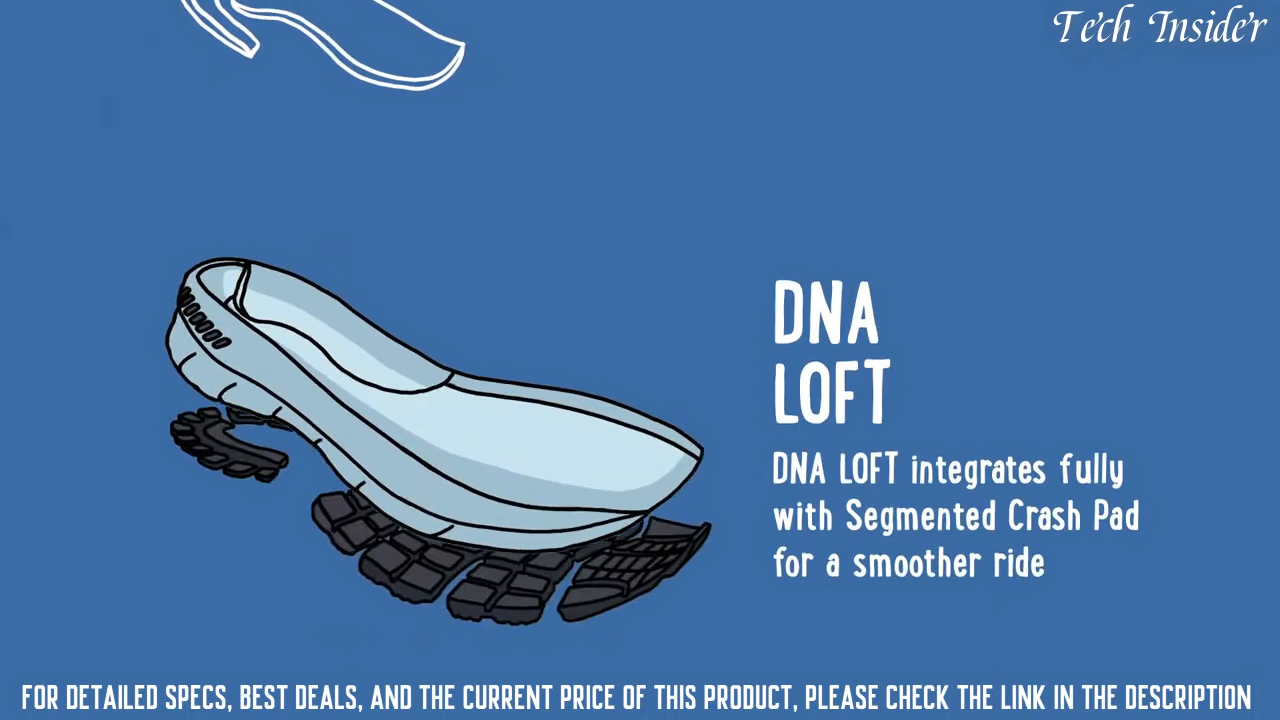 Tech Insider
DNA
LOFT
DNA LOFT integrates fully
with Segmented Crash Pad
for a smoother ride
FOR DETAILED SPECS, BEST DEALS, AND THE CURRENT PRICE OF THIS PRODUCT, PLEASE CHECK THE LINK IN THE DESCRIPTION